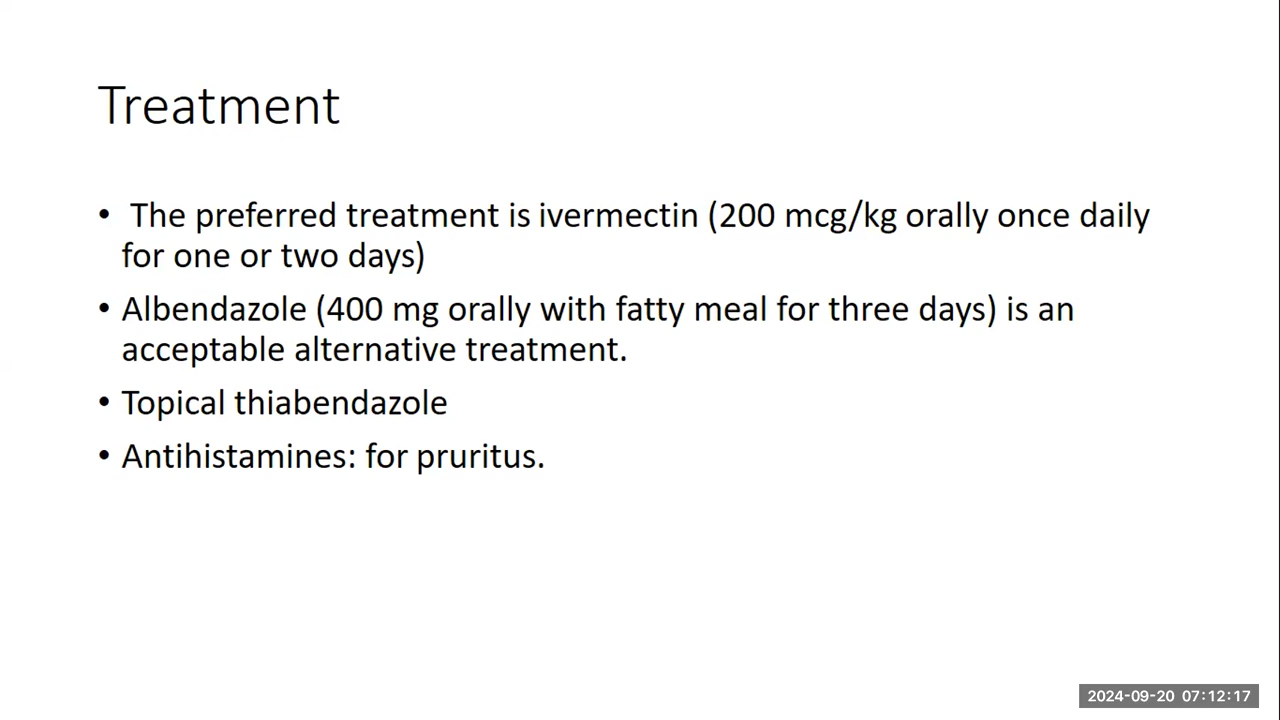 Treatment
• The preferred treatment is ivermectin (200 mcg/kg orally once daily
for one or two days)
• Albendazole (400 mg orally with fatty meal for three days) is an
acceptable alternative treatment.
• Topical thiabendazole
• Antihistamines: for pruritus.
2024-09-20 07:12:17